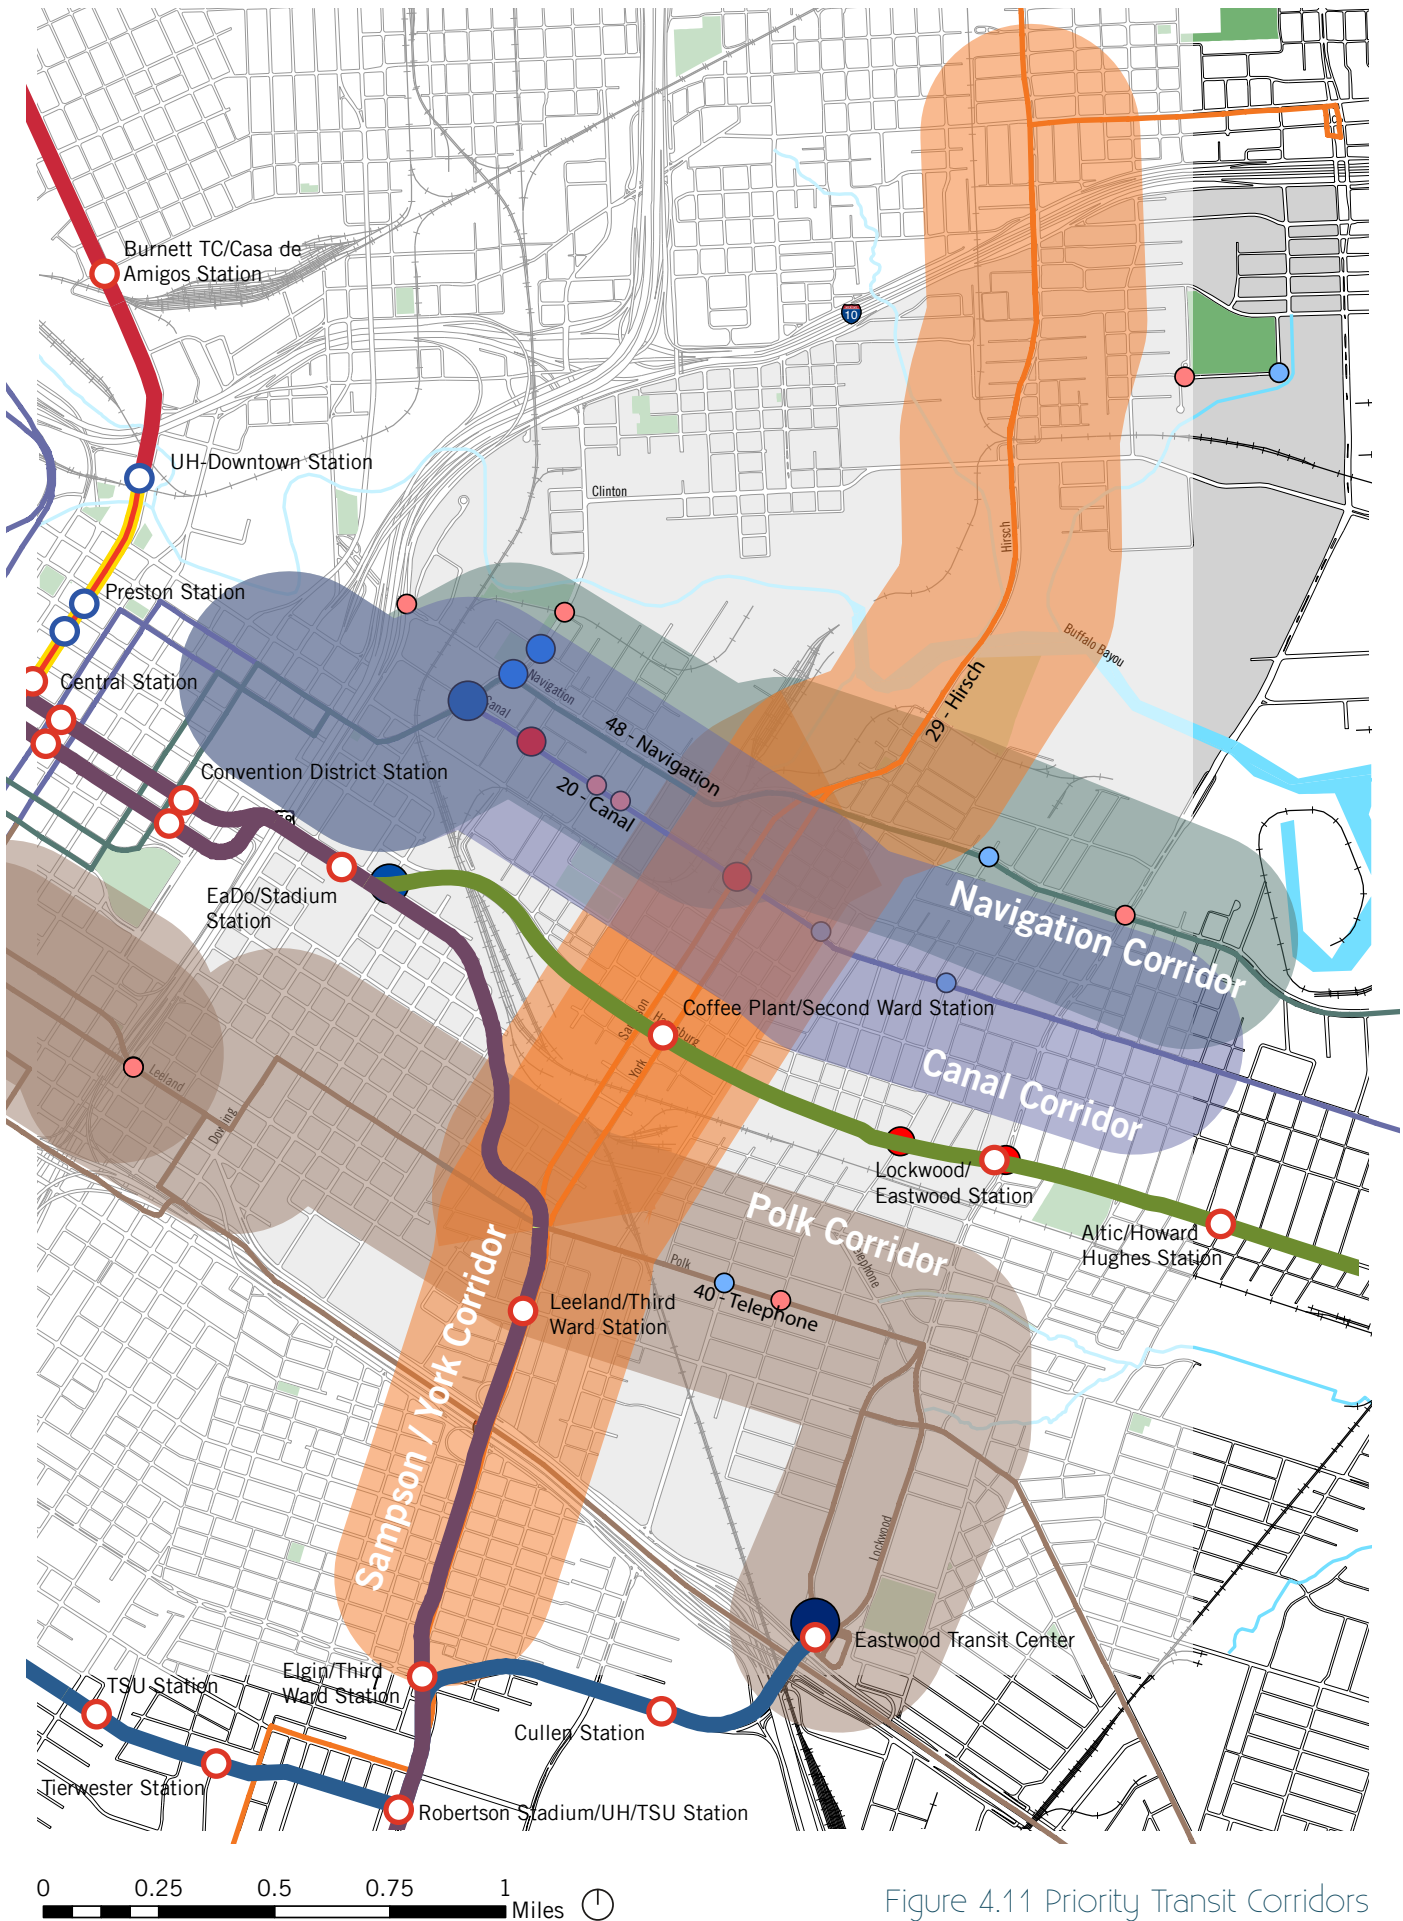 Burnett TC/Casa de
Amigos Station
10
UH-Downtown Station
Clinton
Hirsch
Preston Station
Buffalo Bayou
Central Station
Navigation
Canal
29 - Hirsch
48 - Navigation
Convention District Station
20 - Canal
59
EaDo/Stadium
Station
Navigation Corridor
Coffee Plant/Second Ward Station
Sampson
Harrisburg
York
Canal Corridor
Leeland
Dowling
Lockwood/
Eastwood Station
Polk Corridor
Altic/Howard
Hughes Station
Polk
Telephone
40 - Telephone
Leeland/Third
Ward Station
Sampson / York Corridor
Lockwood
Eastwood Transit Center
Elgin/Third
Ward Station
TSU Station
Cullen Station
Tierwester Station
Robertson Stadium/UH/TSU Station
0 0.25 0.5 0.75 1
Miles
Figure 4.11 Priority Transit Corridors